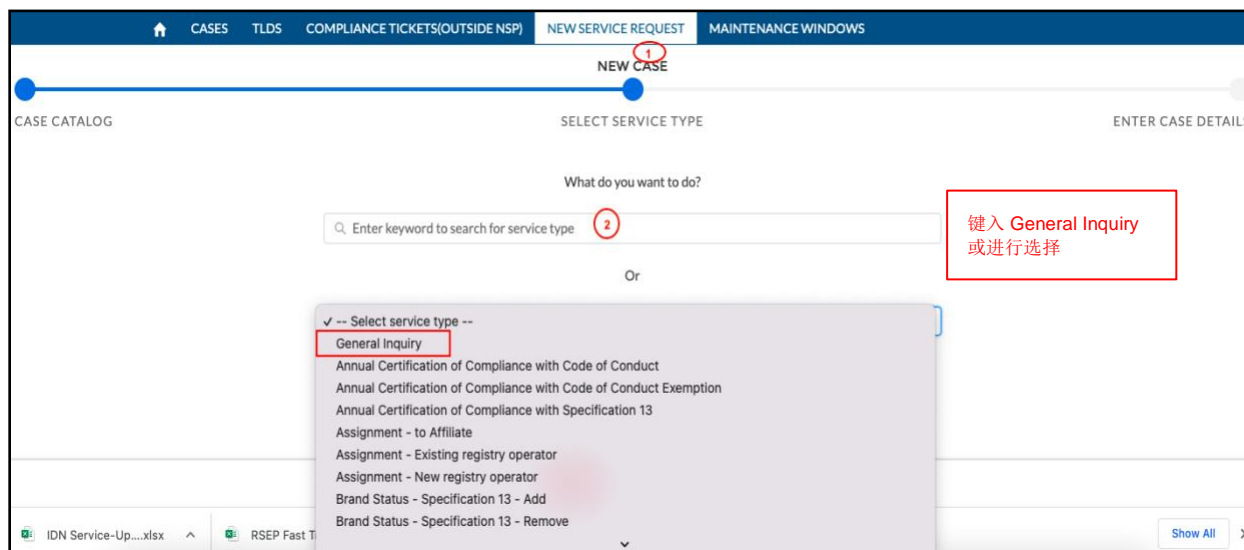 CASES TLDS COMPLIANCE TICKETS(OUTSIDE NSP) NEW SERVICE REQUEST MAINTENANCE WINDOWS
1
NEW CASE
CASE CATALOG SELECT SERVICE TYPE ENTER CASE DETAIL
What do you want to do?
Enter keyword to search for service type 2
键入 General Inquiry
或进行选择
Or
✓ -- Select service type --
General Inquiry
Annual Certification of Compliance with Code of Conduct
Annual Certification of Compliance with Code of Conduct Exemption
Annual Certification of Compliance with Specification 13
Assignment - to Affiliate
Assignment - Existing registry operator
Assignment - New registry operator
Brand Status - Specification 13 - Add
Brand Status - Specification 13 - Remove
IDN Service-Up....xlsx RSEP Fast Show All